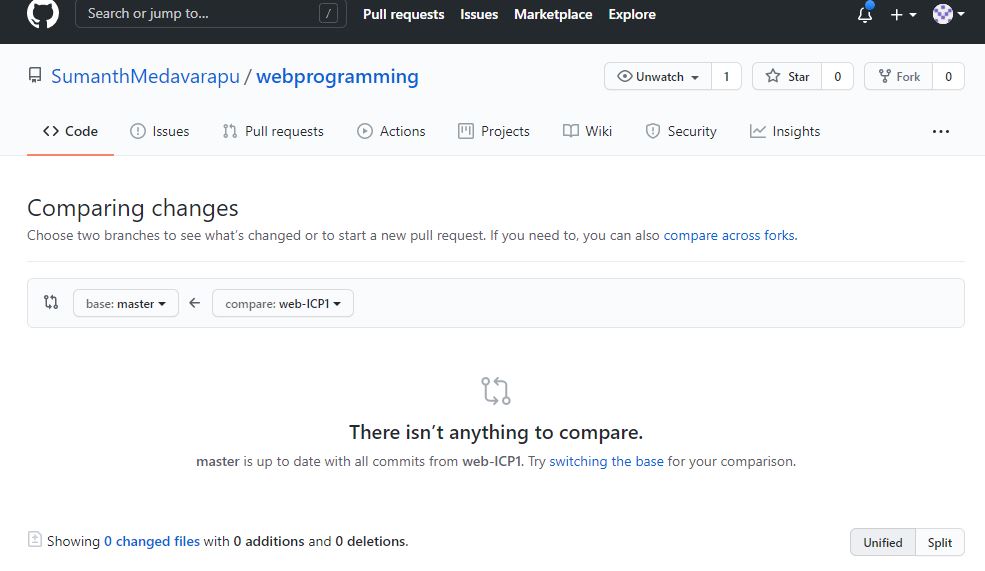 Search or jump to... / Pull requests Issues Marketplace Explore
SumanthMedavarapu / webprogramming Unwatch 1 Star 0 Fork 0
Code Issues Pull requests Actions Projects Wiki Security Insights ...
Comparing changes
Choose two branches to see what's changed or to start a new pull request. If you need to, you can also compare across forks.
base: master ← compare: web-ICP1
There isn't anything to compare.
master is up to date with all commits from web-ICP1. Try switching the base for your comparison.
Showing 0 changed files with 0 additions and 0 deletions. Unified Split